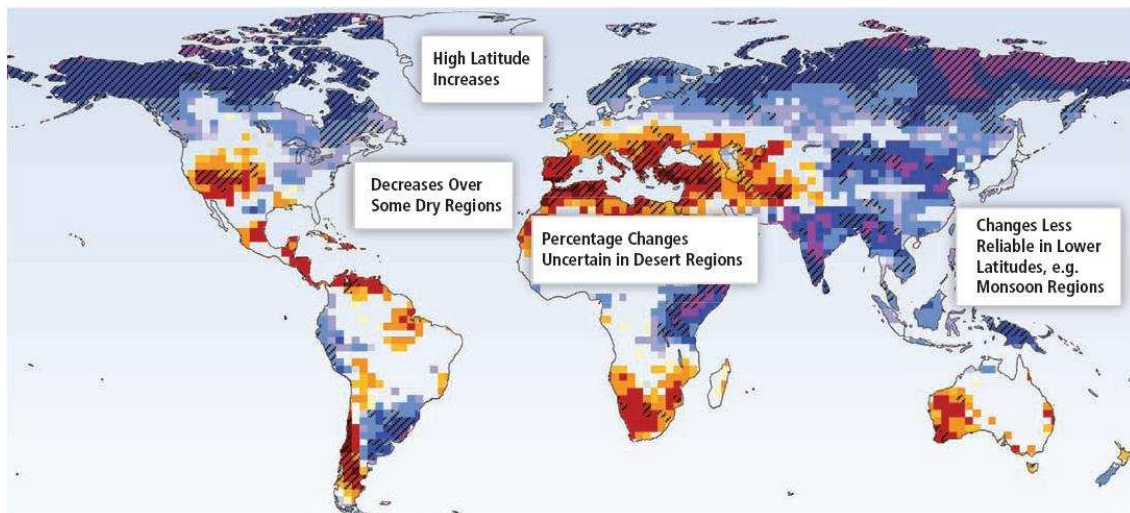 High Latitude
Increases
Decreases Over
Some Dry Regions
Percentage Changes
Uncertain in Desert Regions
Changes Less
Reliable in Lower
Latitudes, e.g.
Monsoon Regions